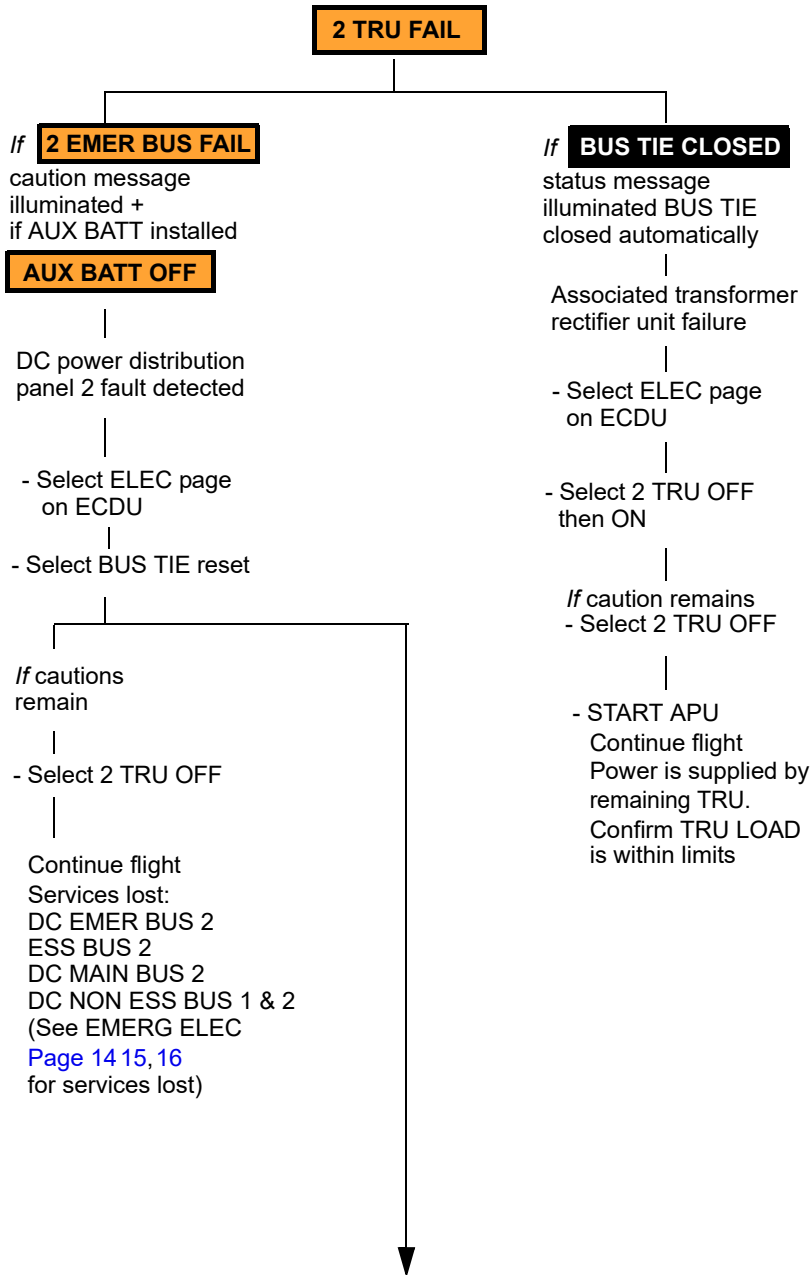 2 TRU FAIL
If 2 EMER BUS FAIL
caution message
illuminated +
if AUX BATT installed
AUX BATT OFF
DC power distribution
panel 2 fault detected
- Select ELEC page
on ECDU
- Select BUS TIE reset
If cautions
remain
- Select 2 TRU OFF
Continue flight
Services lost:
DC EMER BUS 2
ESS BUS 2
DC MAIN BUS 2
DC NON ESS BUS 1 & 2
(See EMERG ELEC
Page 14 15, 16
for services lost)
If BUS TIE CLOSED
status message
illuminated BUS TIE
closed automatically
Associated transformer
rectifier unit failure
- Select ELEC page
on ECDU
- Select 2 TRU OFF
then ON
If caution remains
- Select 2 TRU OFF
- START APU
Continue flight
Power is supplied by
remaining TRU.
Confirm TRU LOAD
is within limits